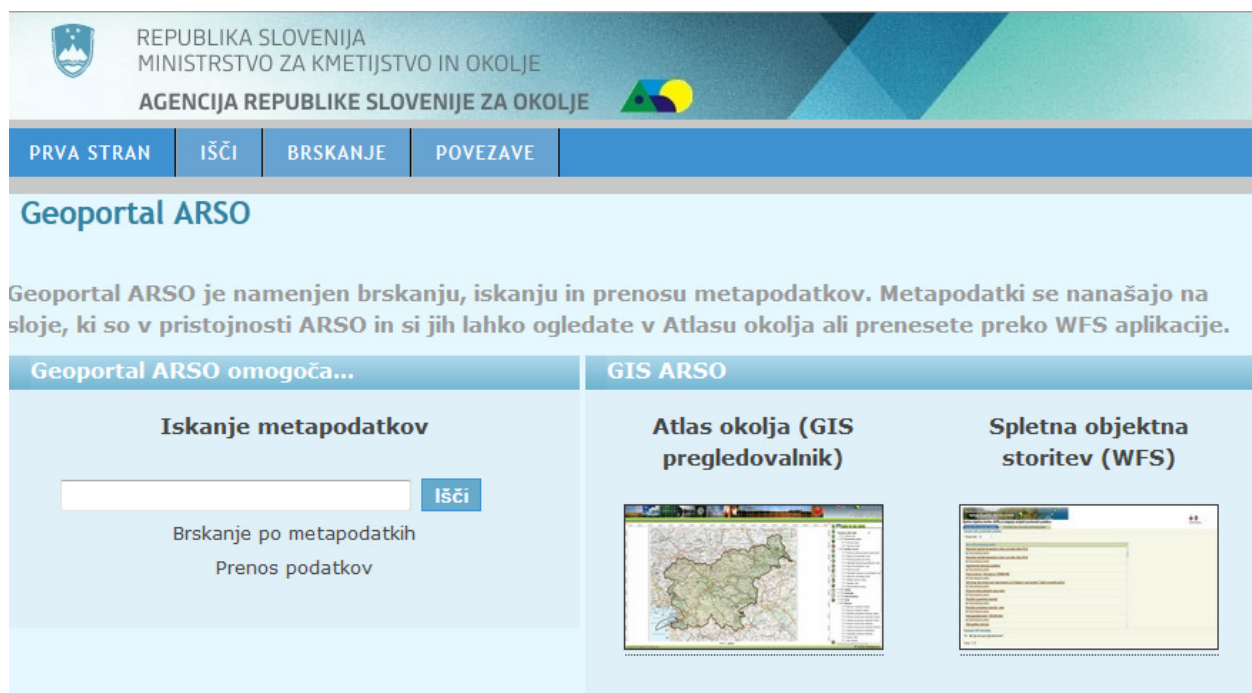 REPUBLIKA SLOVENIJA
MINISTRSTVO ZA KMETIJSTVO IN OKOLJE
AGENCIJA REPUBLIKE SLOVENIJE ZA OKOLJE
PRVA STRAN
IŠČI
BRSKANJE
POVEZAVE
Geoportal ARSO
Geoportal ARSO je namenjen brskanju, iskanju in prenosu metapodatkov. Metapodatki se nanašajo na
sloje, ki so v pristojnosti ARSO in si jih lahko ogledate v Atlasu okolja ali prenesete preko WFS aplikacije.
Geoportal ARSO omogoča...
Iskanje metapodatkov
Išči
Brskanje po metapodatkih
Prenos podatkov
GIS ARSO
Atlas okolja (GIS
pregledovalnik)
Spletna objektna
storitev (WFS)